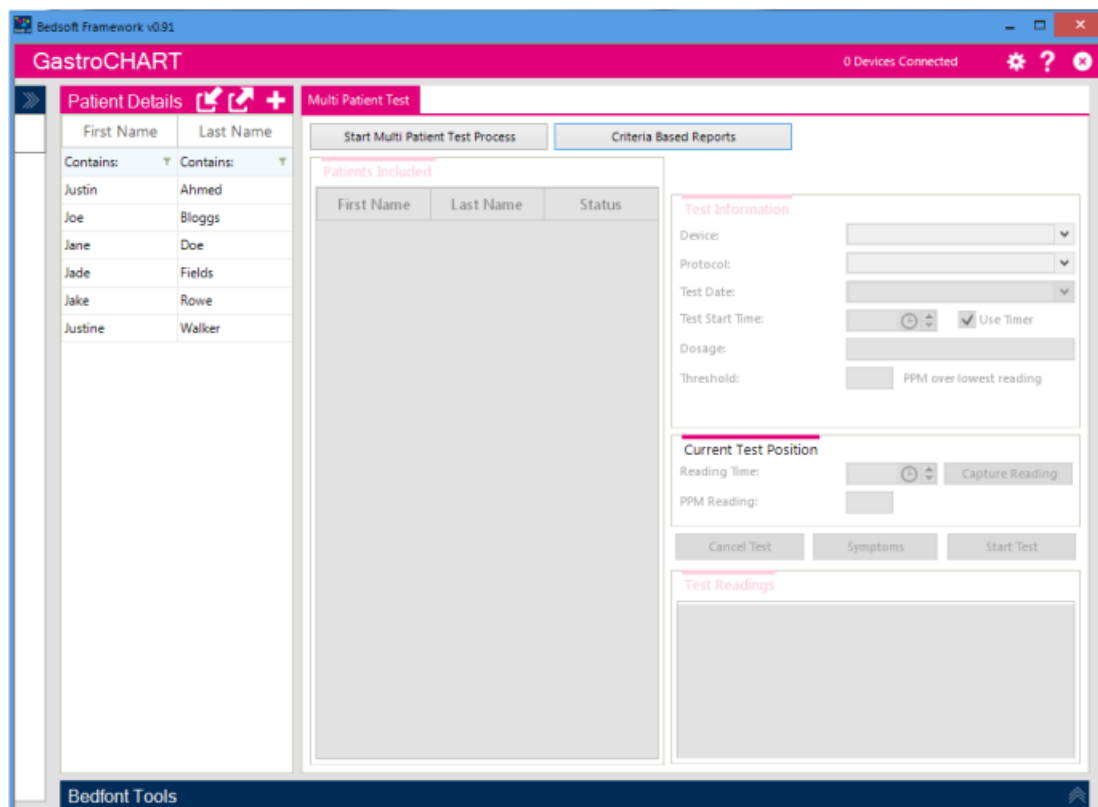 Bedsoft Framework v0.91
GastroCHART
0 Devices Connected
?
Patient Details
First Name Last Name
Contains: Contains:
Justin Ahmed
Joe Bloggs
Jane Doe
Jade Fields
Jake Rowe
Justine Walker
Multi Patient Test
Start Multi Patient Test Process
Criteria Based Reports
Patients Included
First Name Last Name Status
Test Information
Device:
Protocol:
Test Date:
Test Start Time: Use Timer
Dosage:
Threshold: PPM over lowest reading
Current Test Position
Reading Time: Capture Reading
PPM Reading:
Cancel Test Symptoms Start Test
Test Readings
Bedfont Tools